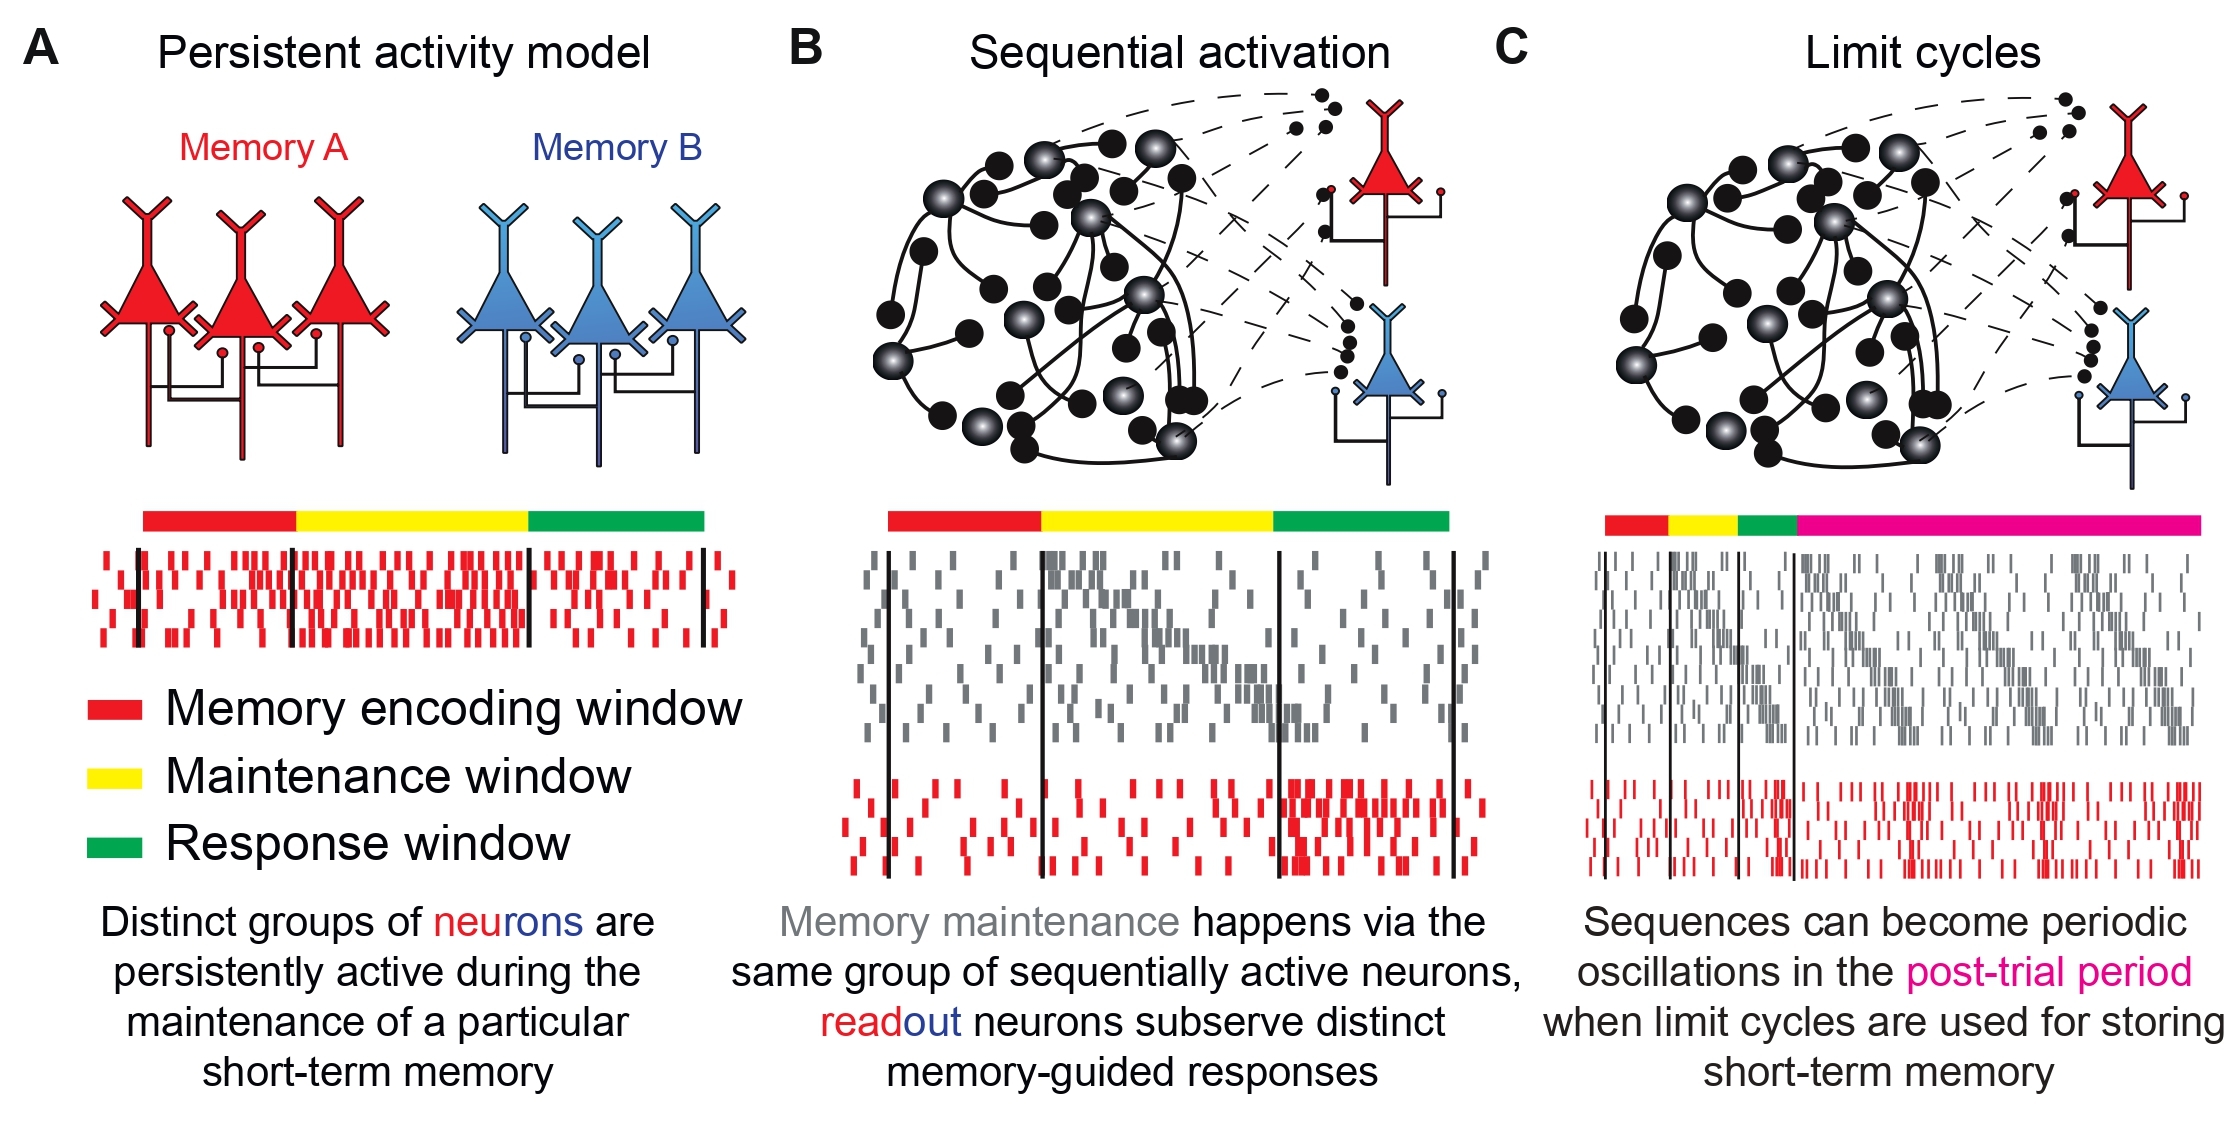 A
Persistent activity model
Memory A
Memory B
Memory encoding window
Maintenance window
Response window
Distinct groups of neurons are
persistently active during the
maintenance of a particular
short-term memory
B
Sequential activation
Memory maintenance happens via the
same group of sequentially active neurons,
readout neurons subserve distinct
memory-guided responses
C
Limit cycles
Sequences can become periodic
oscillations in the post-trial period
when limit cycles are used for storing
short-term memory